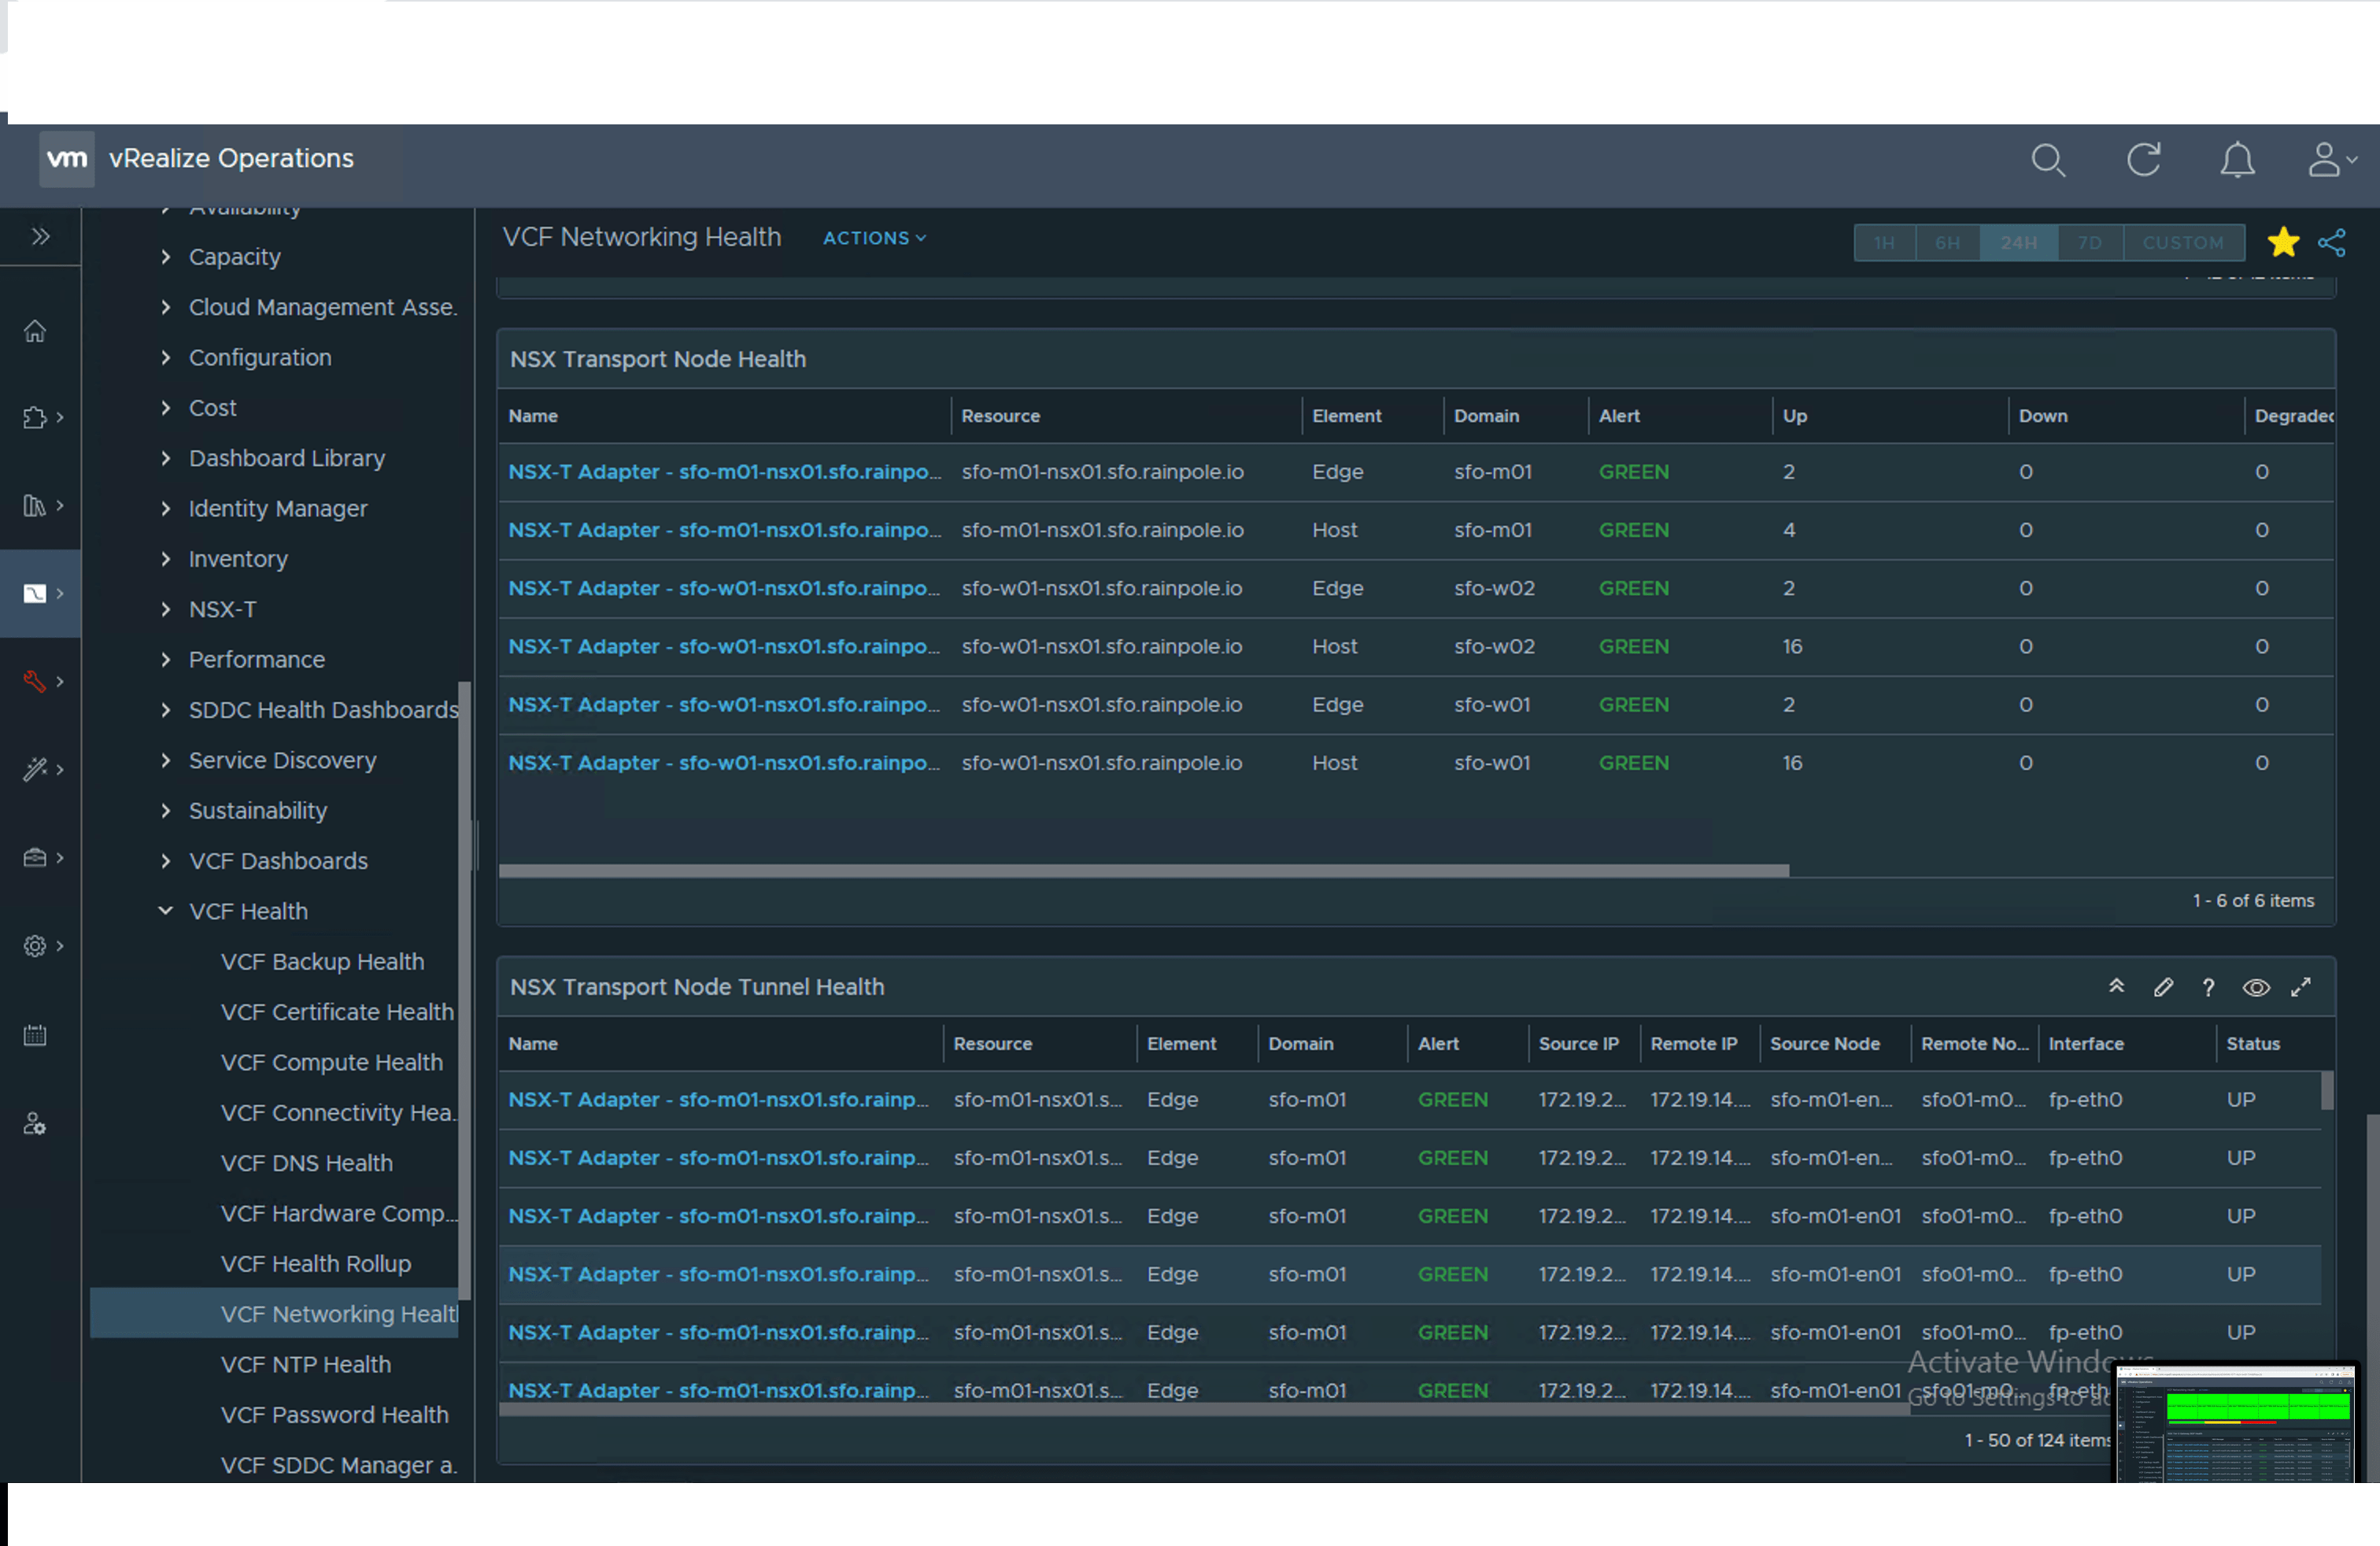 vm vRealize Operations
Availability
Capacity
Cloud Management Asse.
Configuration
Cost
Dashboard Library
Identity Manager
Inventory
NSX-T
Performance
SDDC Health Dashboards
Service Discovery
Sustainability
VCF Dashboards
VCF Health
VCF Backup Health
VCF Certificate Health
VCF Compute Health
VCF Connectivity Hea.
VCF DNS Health
VCF Hardware Comp...
VCF Health Rollup
VCF Networking Healt
VCF NTP Health
VCF Password Health
VCF SDDC Manager a.
VCF Networking Health ACTIONS 1H 6H 24H 7D CUSTOM
NSX Transport Node Health
Name Resource Element Domain Alert Up Down Degraded
NSX-T Adapter - sfo-m01-nsx01.sfo.rainpo... sfo-m01-nsx01.sfo.rainpole.io Edge sfo-m01 GREEN 2 0 0
NSX-T Adapter - sfo-m01-nsx01.sfo.rainpo... sfo-m01-nsx01.sfo.rainpole.io Host sfo-m01 GREEN 4 0 0
NSX-T Adapter - sfo-w01-nsx01.sfo.rainpo... sfo-w01-nsx01.sfo.rainpole.io Edge sfo-w02 GREEN 2 0 0
NSX-T Adapter - sfo-w01-nsx01.sfo.rainpo... sfo-w01-nsx01.sfo.rainpole.io Host sfo-w02 GREEN 16 0 0
NSX-T Adapter - sfo-w01-nsx01.sfo.rainpo... sfo-w01-nsx01.sfo.rainpole.io Edge sfo-w01 GREEN 2 0 0
NSX-T Adapter - sfo-w01-nsx01.sfo.rainpo... sfo-w01-nsx01.sfo.rainpole.io Host sfo-w01 GREEN 16 0 0
1 - 6 of 6 items
NSX Transport Node Tunnel Health
Name Resource Element Domain Alert Source IP Remote IP Source Node Remote No... Interface Status
NSX-T Adapter - sfo-m01-nsx01.sfo.rainp... sfo-m01-nsx01.s... Edge sfo-m01 GREEN 172.19.2... 172.19.14.... sfo-m01-en... sfo01-m0... fp-eth0 UP
NSX-T Adapter - sfo-m01-nsx01.sfo.rainp... sfo-m01-nsx01.s... Edge sfo-m01 GREEN 172.19.2... 172.19.14.... sfo-m01-en... sfo01-m0... fp-eth0 UP
NSX-T Adapter - sfo-m01-nsx01.sfo.rainp... sfo-m01-nsx01.s... Edge sfo-m01 GREEN 172.19.2... 172.19.14.... sfo-m01-en01 sfo01-m0... fp-eth0 UP
NSX-T Adapter - sfo-m01-nsx01.sfo.rainp... sfo-m01-nsx01.s... Edge sfo-m01 GREEN 172.19.2... 172.19.14.... sfo-m01-en01 sfo01-m0... fp-eth0 UP
NSX-T Adapter - sfo-m01-nsx01.sfo.rainp... sfo-m01-nsx01.s... Edge sfo-m01 GREEN 172.19.2... 172.19.14.... sfo-m01-en01 sfo01-m0... fp-eth0 UP
Activate Windows
NSX-T Adapter - sfo-m01-nsx01.sfo.rainp... sfo-m01-nsx01.s... Edge sfo-m01 GREEN 172.19.2... 172.19.14.... sfo-m01-en01 sfo01-m0... fp-eth
Go to Settings to ac
1 - 50 of 124 items